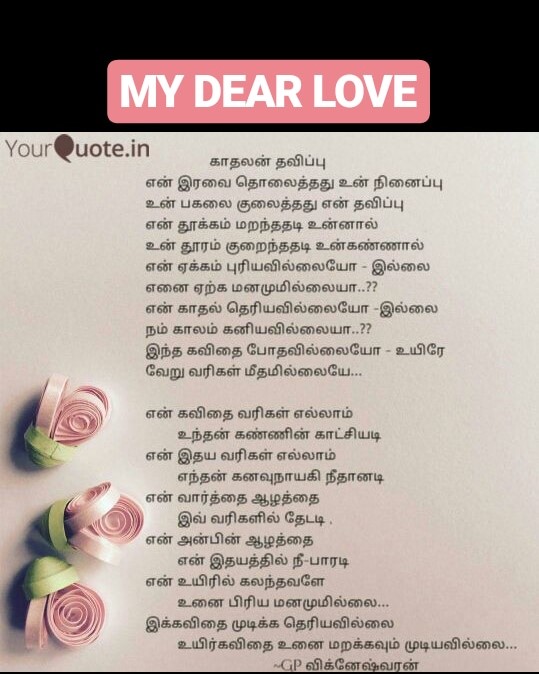 MY DEAR LOVE
YourQuote.in
காதலன் தவிப்பு
என் இரவை தொலைத்தது உன் நினைப்பு
உன் பகலை குலைத்தது என் தவிப்பு
என் தூக்கம் மறந்ததடி உன்னால்
உன் தூரம் குறைந்ததடி உன்கண்ணால்
என் ஏக்கம் புரியவில்லையோ - இல்லை
எனை ஏற்க மனமுமில்லையா..??
என் காதல் தெரியவில்லையோ -இல்லை
நம் காலம் கனியவில்லையா..??
இந்த கவிதை போதவில்லையோ - உயிரே
வேறு வரிகள் மீதமில்லையே...
என் கவிதை வரிகள் எல்லாம்
உந்தன் கண்ணின் காட்சியடி
என் இதய வரிகள் எல்லாம்
எந்தன் கனவுநாயகி நீதானடி
என் வார்த்தை ஆழத்தை
இவ் வரிகளில் தேடடி .
என் அன்பின் ஆழத்தை
என் இதயத்தில் நீ-பாரடி
என் உயிரில் கலந்தவளே
உனை பிரிய மனமுமில்லை...
இக்கவிதை முடிக்க தெரியவில்லை
உயிர்கவிதை உனை மறக்கவும் முடியவில்லை...
~GP விக்னேஷ்வரன்